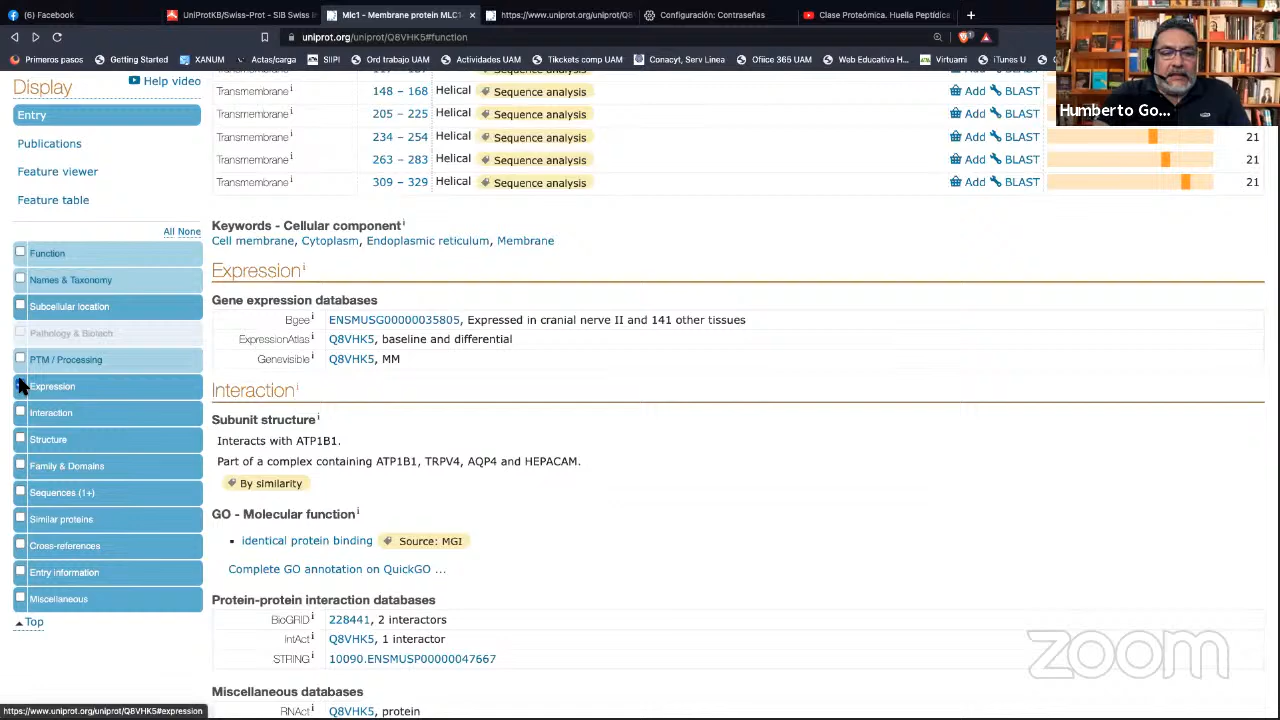 (6) Facebook
UniProtKB/Swiss-Prot - SIB Swiss I
Mlc1 - Membrane protein MLC1
https://www.uniprot.org/uniprot/Q8V
Configuración: Contraseñas
Clase Proteómica. Huella Peptídica
uniprot.org/uniprot/Q8VHK5#function
Primeros pasos
Getting Started
XANUM
Actas/carga
SIIPI
Ord trabajo UAM
Actividades UAM
Tikckets comp UAM
Conacyt, Serv Linea
Ofiice 365 UAM
Web Educativa H...
Virtuami
iTunes U
Humberto Go...
Display
Help video
Entry
Publications
Feature viewer
Feature table
All None
Function
Names & Taxonomy
Subcellular location
Pathology & Biotech
PTM / Processing
Expression
Interaction
Structure
Family & Domains
Sequences (1+)
Similar proteins
Cross-references
Entry information
Miscellaneous
Top
Transmembrane i 148 – 168 Helical Sequence analysis Add BLAST
Transmembrane i 205 – 225 Helical Sequence analysis Add BLAST
Transmembrane i 234 – 254 Helical Sequence analysis Add BLAST 21
Transmembrane i 263 – 283 Helical Sequence analysis Add BLAST 21
Transmembrane i 309 – 329 Helical Sequence analysis Add BLAST 21
Keywords - Cellular component i
Cell membrane, Cytoplasm, Endoplasmic reticulum, Membrane
Expression i
Gene expression databases
Bgee i ENSMUSG00000035805, Expressed in cranial nerve II and 141 other tissues
ExpressionAtlas i Q8VHK5, baseline and differential
Genevisible i Q8VHK5, MM
Interaction i
Subunit structure i
Interacts with ATP1B1.
Part of a complex containing ATP1B1, TRPV4, AQP4 and HEPACAM.
By similarity
GO - Molecular function i
identical protein binding Source: MGI
Complete GO annotation on QuickGO ...
Protein-protein interaction databases
BioGRID i 228441, 2 interactors
IntAct i Q8VHK5, 1 interactor
STRING i 10090.ENSMUSP00000047667
Miscellaneous databases
RNAct i Q8VHK5, protein
zoom
https://www.uniprot.org/uniprot/Q8VHK5#expression